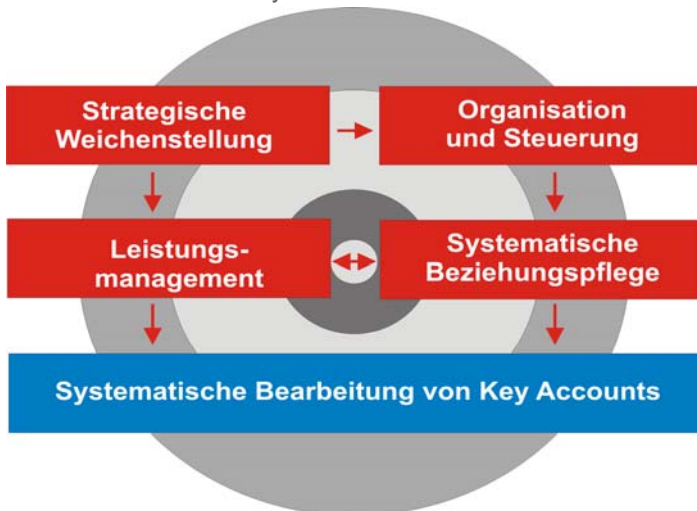 Strategische
Weichenstellung
Organisation
und Steuerung
Leistungs-
management
Systematische
Beziehungspflege
Systematische Bearbeitung von Key Accounts